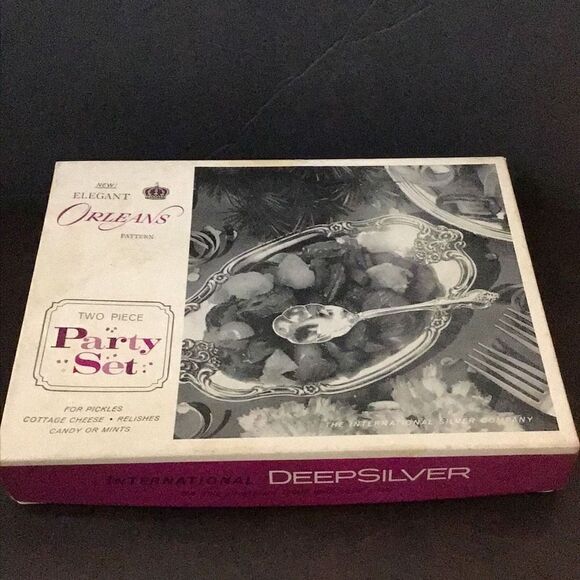 NEW!
ELEGANT
ORLEANS
PATTERN
TWO PIECE
Party
Set
FOR PICKLES
COTTAGE CHEESE • RELISHES
CANDY OR MINTS
THE INTERNATIONAL SILVER COMPANY
INTERNATIONAL DEEPSILVER